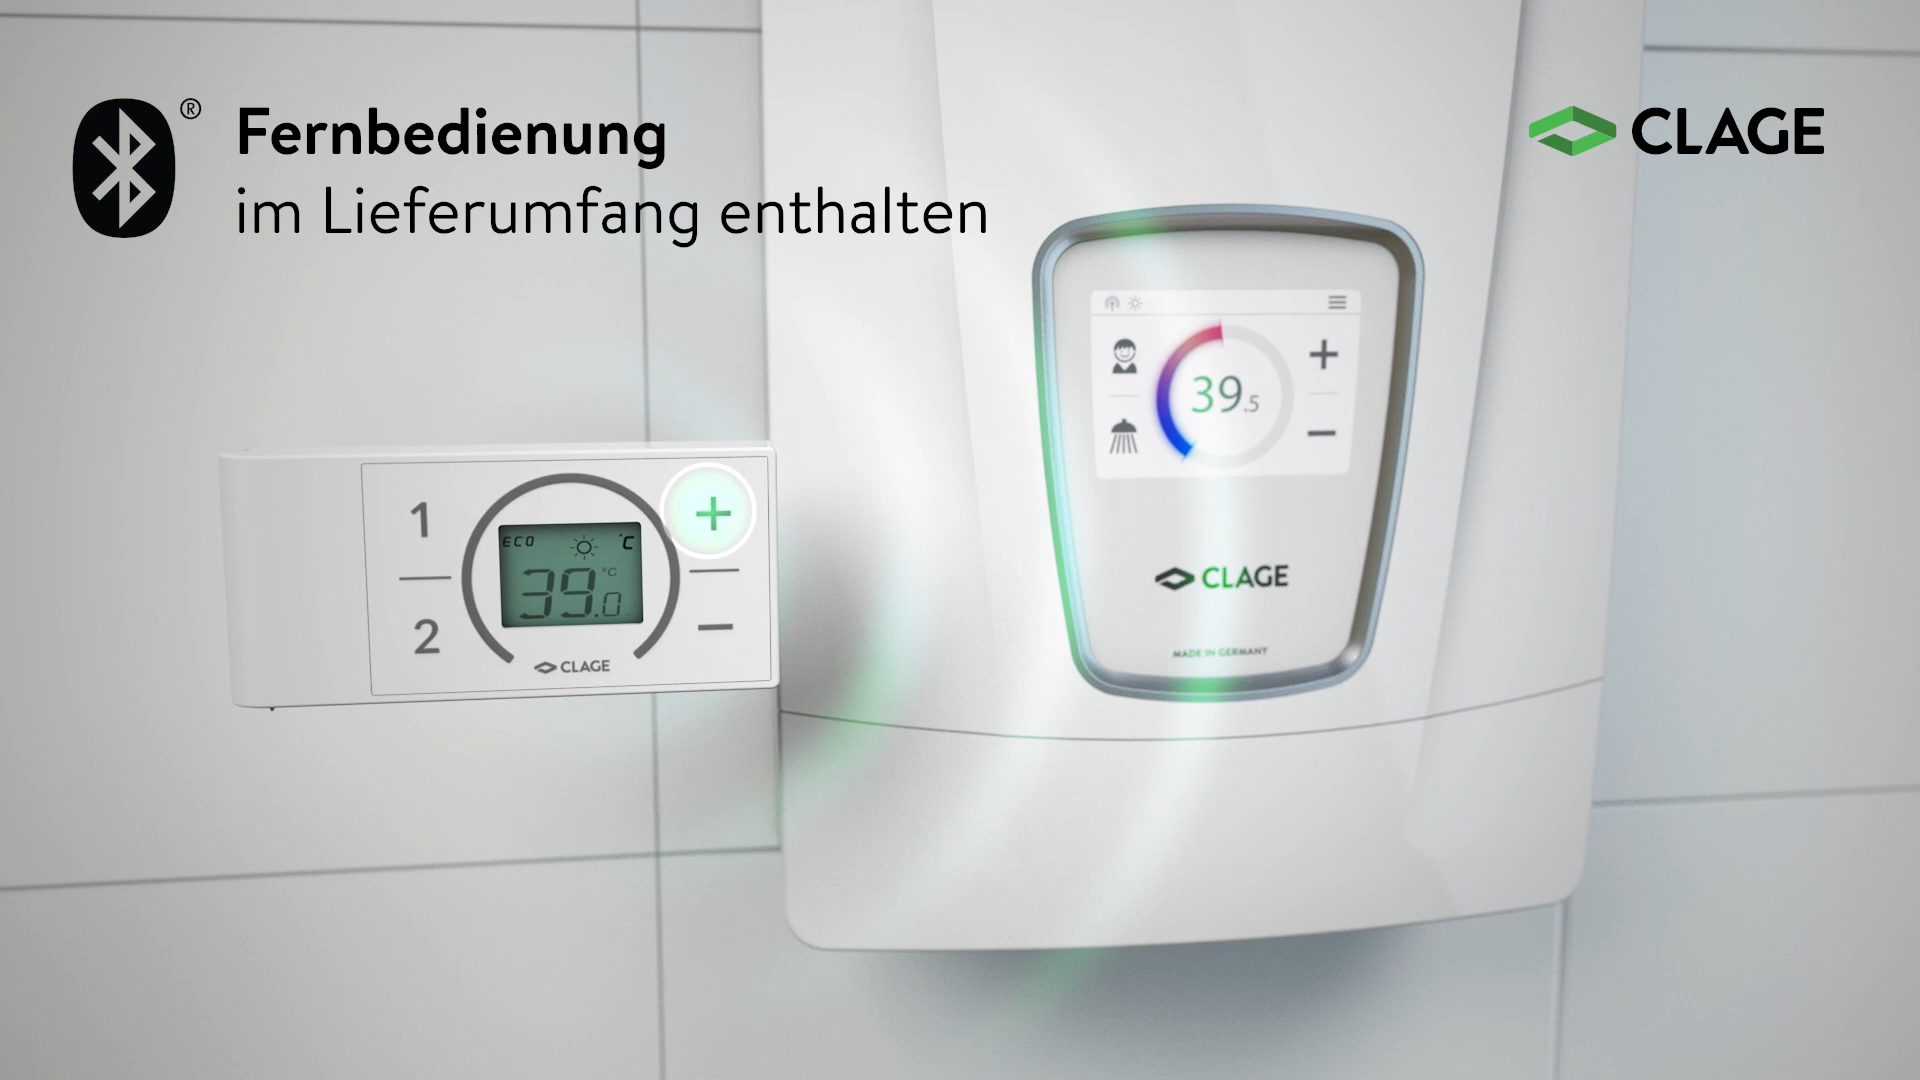 Fernbedienung
im Lieferumfang enthalten
®
CLAGE
39.5
CLAGE
MADE IN GERMANY
1
2
ECO °C
39.0 °C
+
−
CLAGE